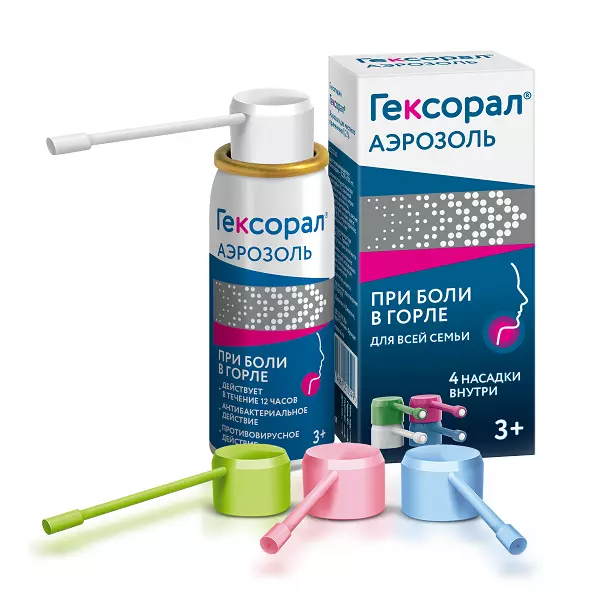 Гексорал®
АЭРОЗОЛЬ
ПРИ БОЛИ
В ГОРЛЕ
ДЕЙСТВУЕТ
В ТЕЧЕНИЕ 12 ЧАСОВ
АНТИБАКТЕРИАЛЬНОЕ
ДЕЙСТВИЕ
ПРОТИВОВИРУСНОЕ
ДЕЙСТВИЕ
3+
Гексорал®
АЭРОЗОЛЬ
ПРИ БОЛИ
В ГОРЛЕ
ДЛЯ ВСЕЙ СЕМЬИ
4 НАСАДКИ
ВНУТРИ
3+